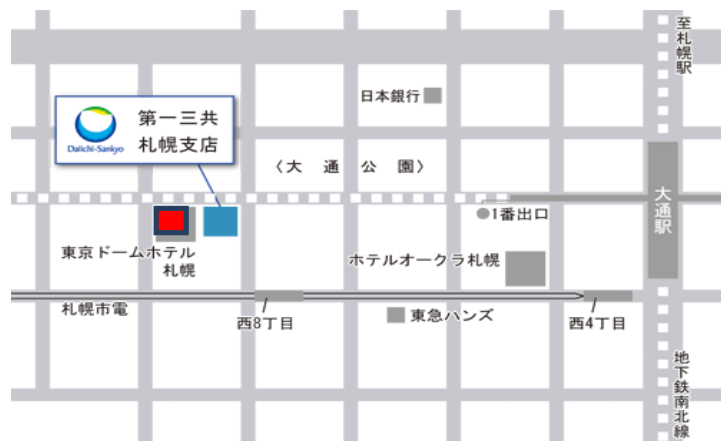 至札幌駅
日本銀行
第一三共
札幌支店
Daiichi-Sankyo
〈大通公園〉
大通駅
1番出口
東京ドームホテル
札幌
ホテルオークラ札幌
札幌市電
西8丁目
東急ハンズ
西4丁目
地下鉄南北線